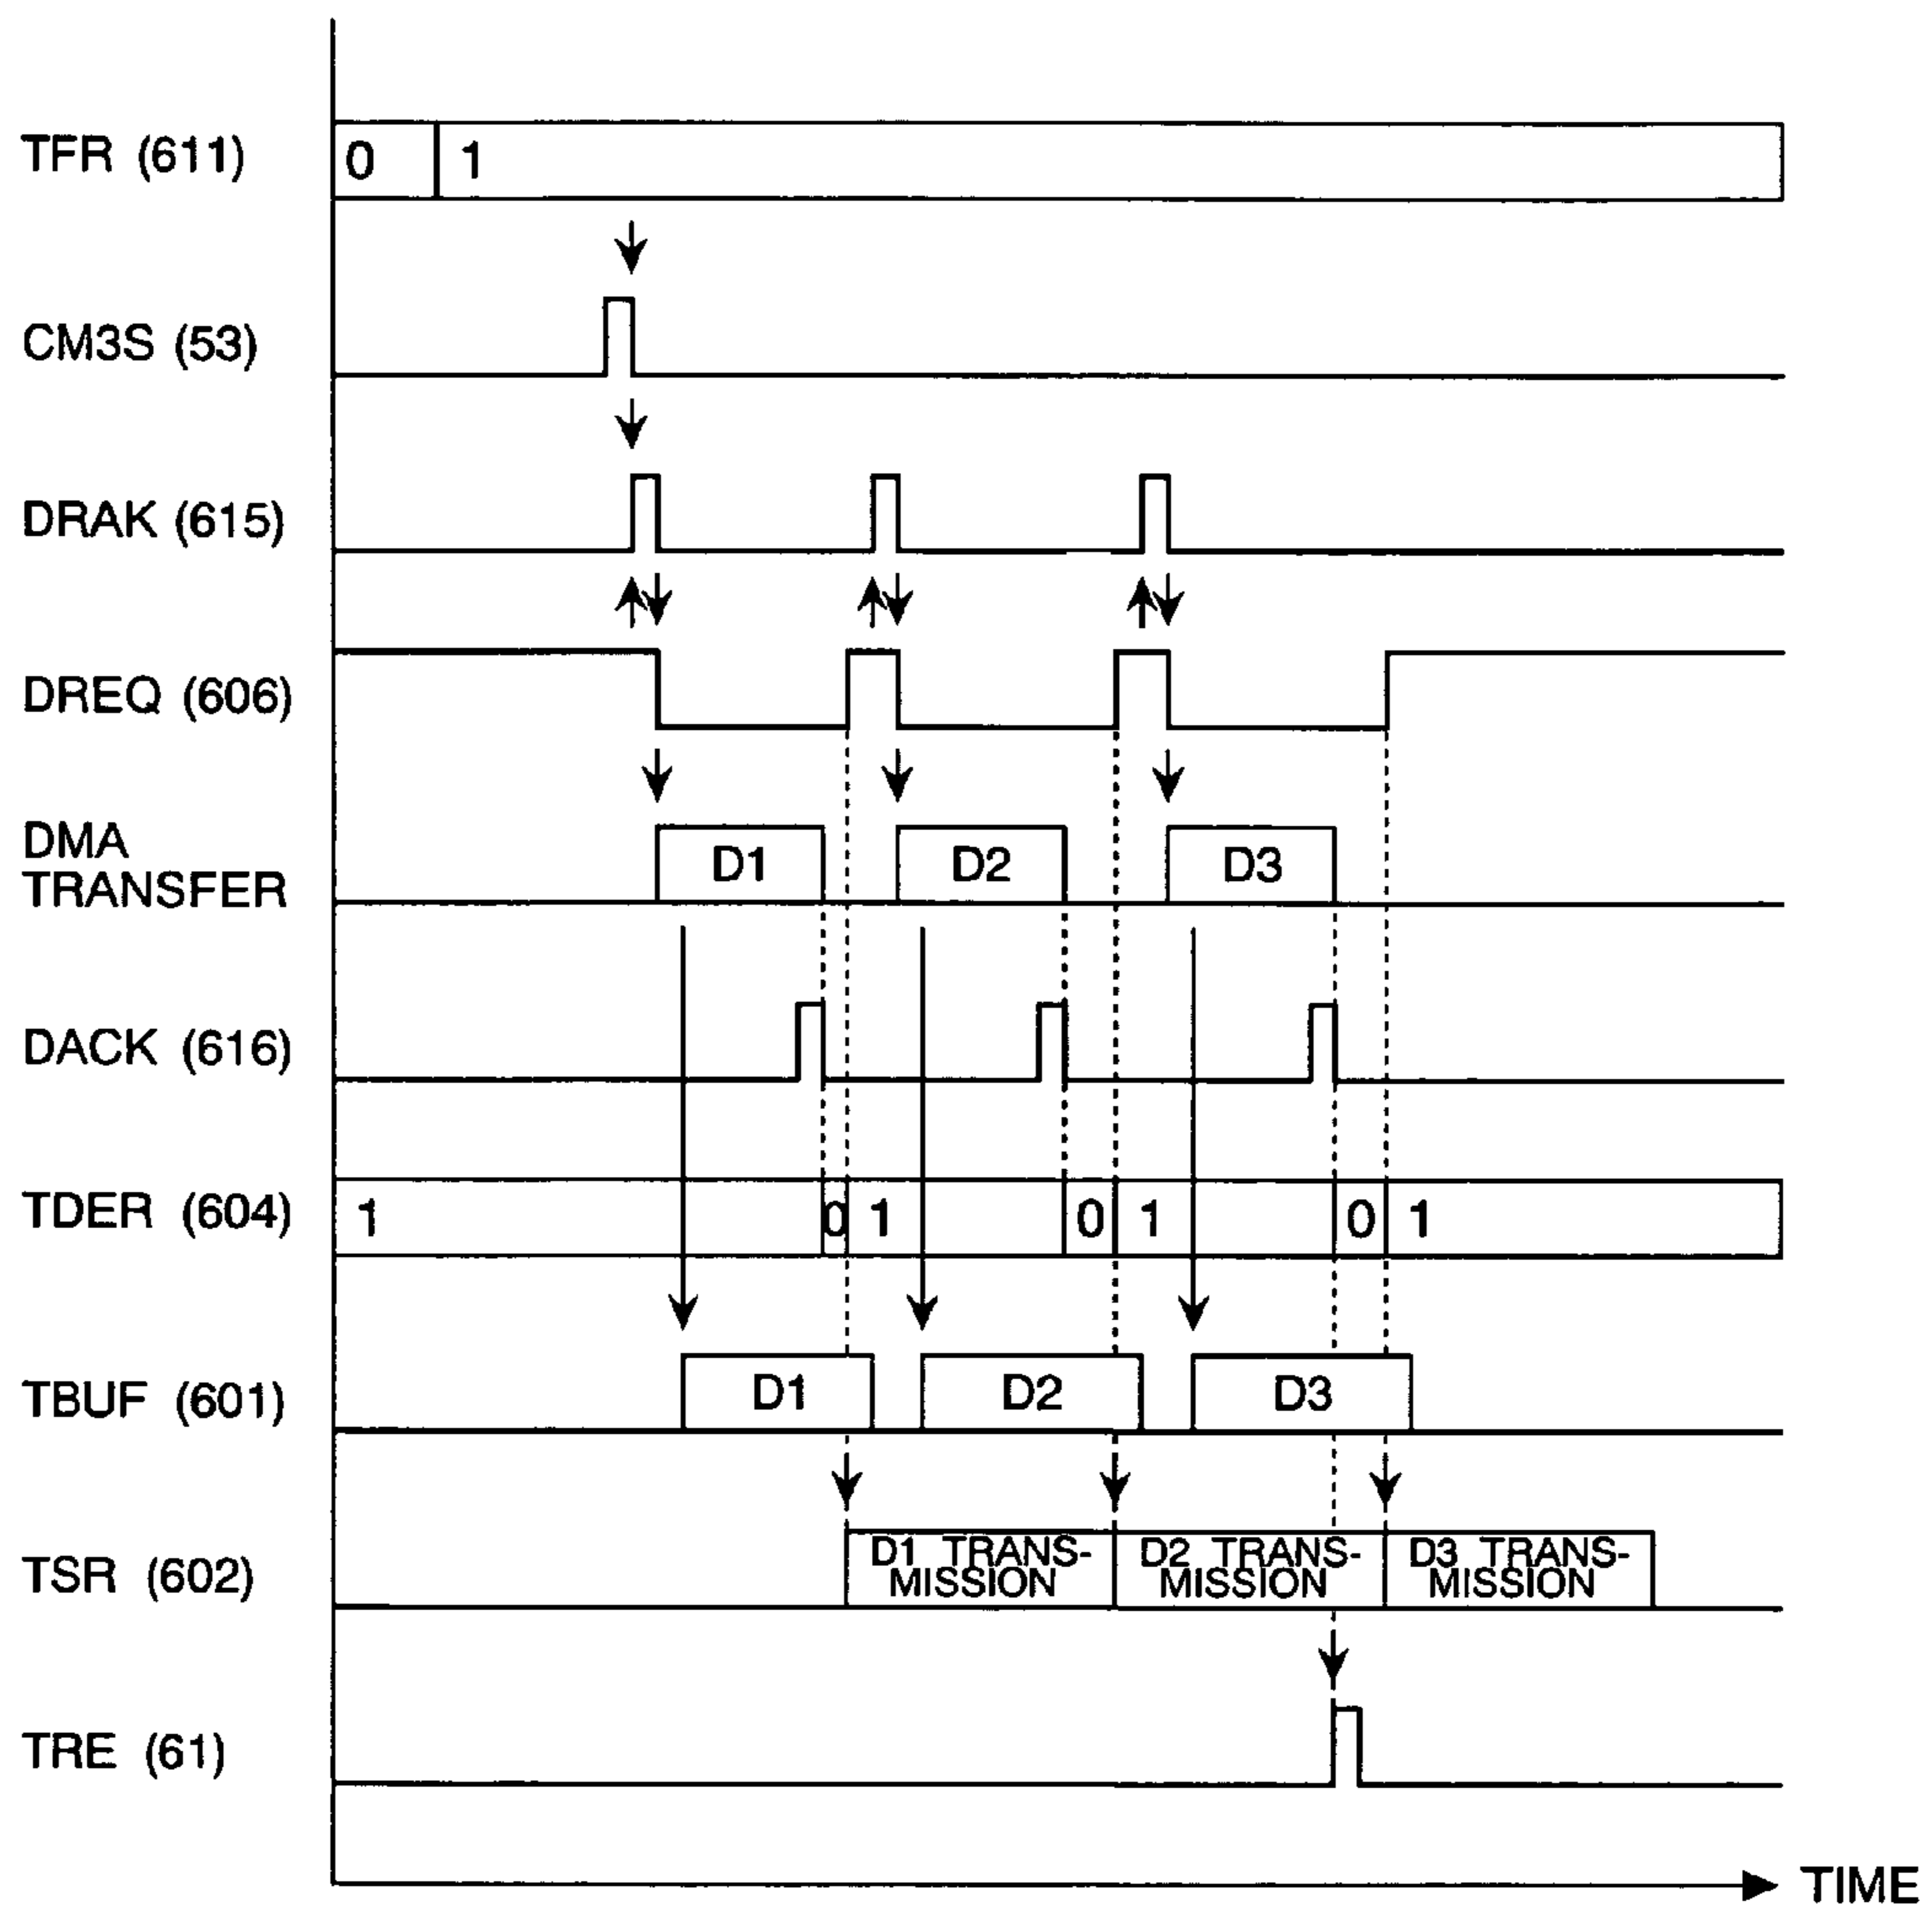 TFR (611)
0 1
CM3S (53)
DRAK (615)
DREQ (606)
DMA
TRANSFER
D1 D2 D3
DACK (616)
TDER (604)
1 0 1 0 1 0 1
TBUF (601)
D1 D2 D3
TSR (602)
D1 TRANS-
MISSION
D2 TRANS-
MISSION
D3 TRANS-
MISSION
TRE (61)
TIME